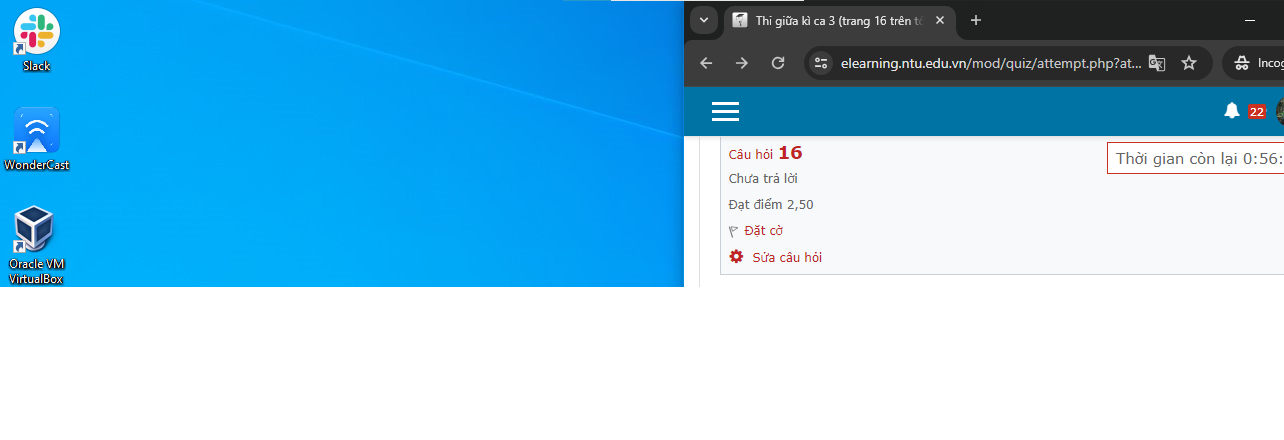 Slack
WonderCast
Oracle VM
VirtualBox
Thi giữa kì ca 3 (trang 16 trên
elearning.ntu.edu.vn/mod/quiz/attempt.php?at...
22
Câu hỏi 16
Chưa trả lời
Đạt điểm 2,50
Đặt cờ
Sửa câu hỏi
Thời gian còn lại 0:56: